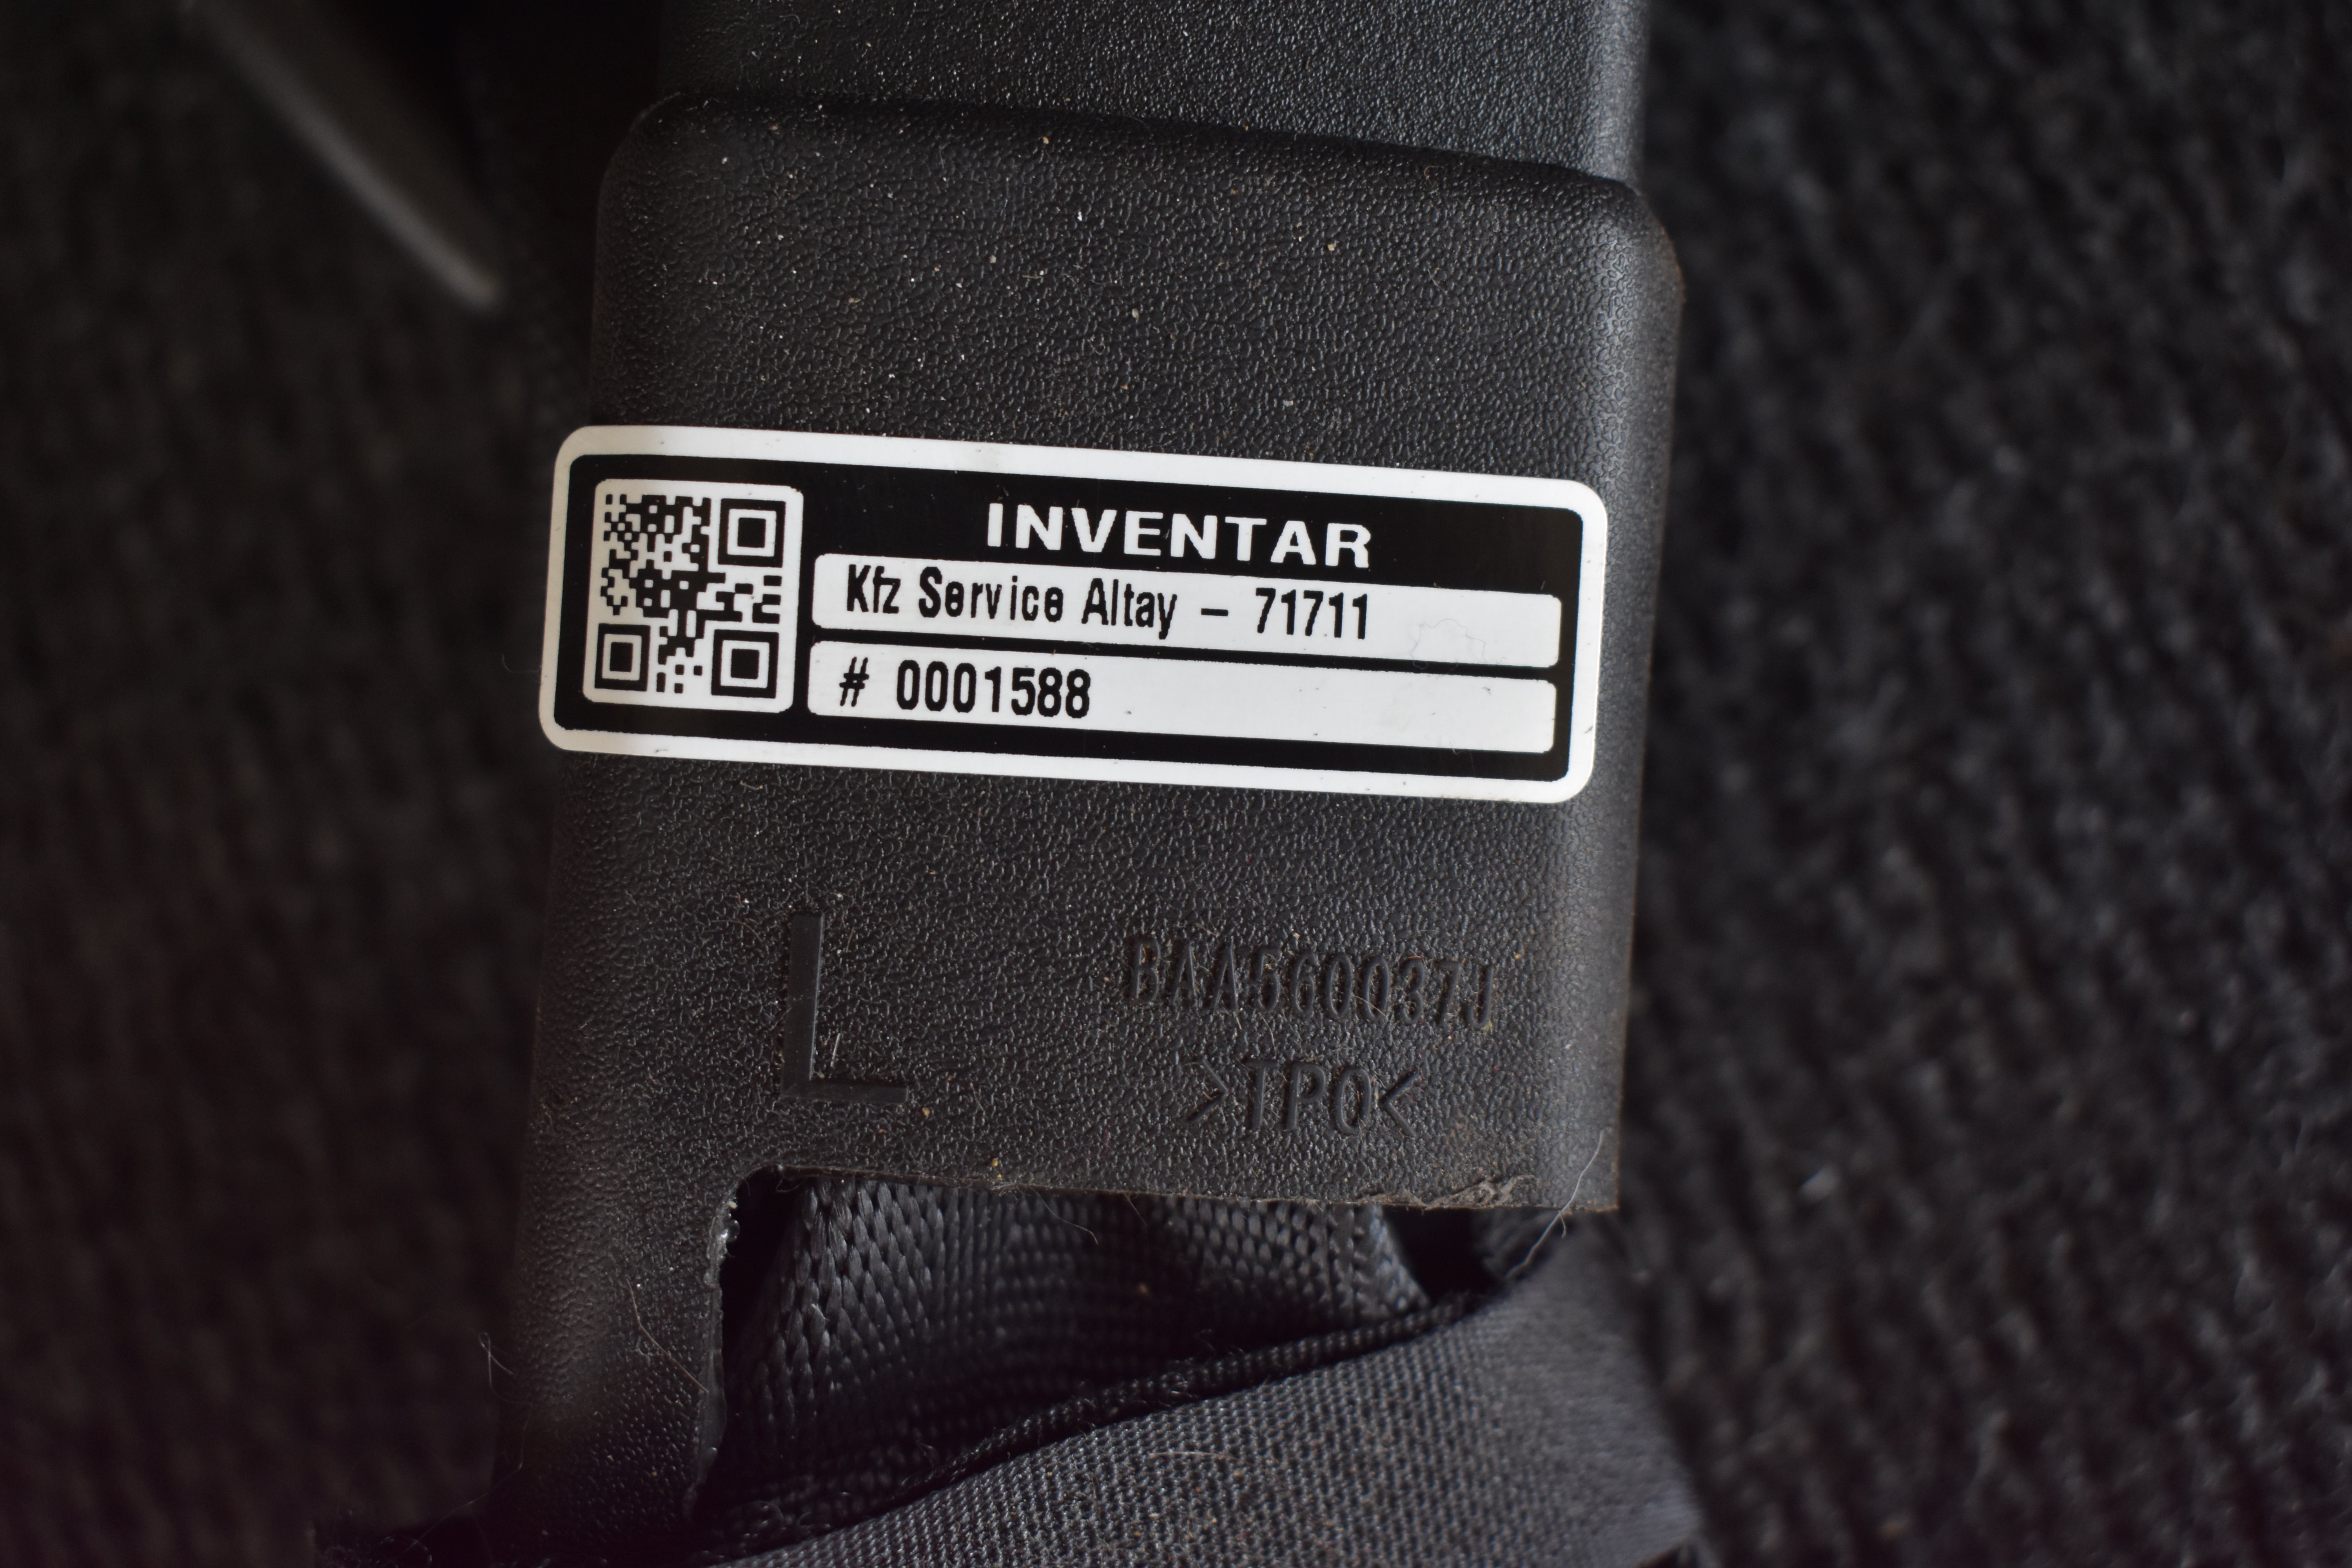 INVENTAR
Kfz Service Altay – 71711
# 0001588
L
BAA560037J
>TPO<